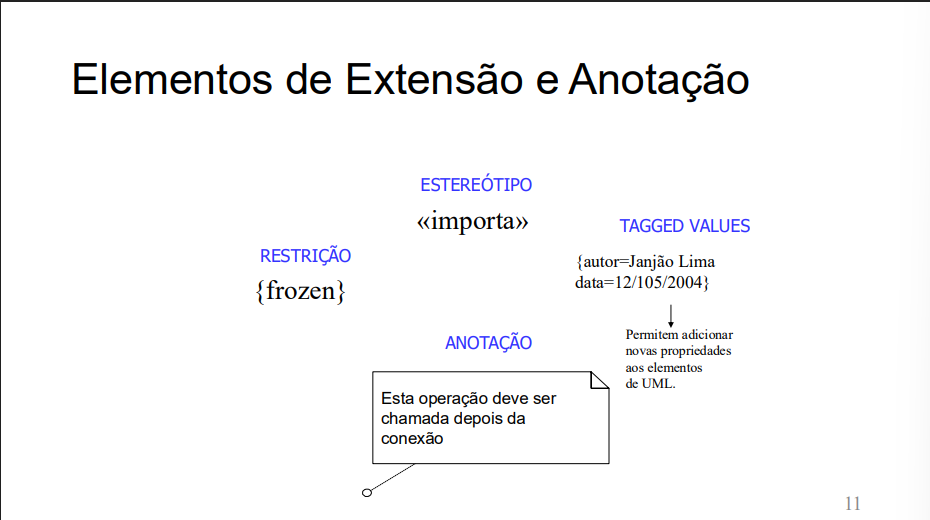 Elementos de Extensão e Anotação
ESTEREÓTIPO
«importa»
TAGGED VALUES
{autor=Janjão Lima
data=12/105/2004}
RESTRIÇÃO
{frozen}
Permitem adicionar
novas propriedades
aos elementos
de UML.
ANOTAÇÃO
Esta operação deve ser
chamada depois da
conexão
11